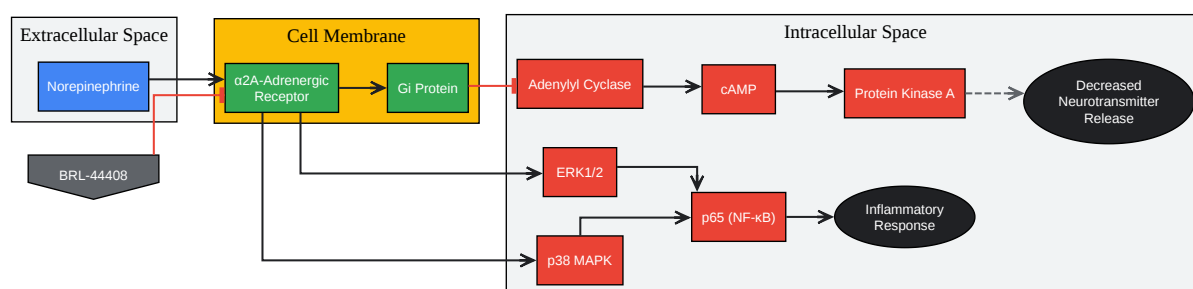 Extracellular Space
Norepinephrine
BRL-44408
Cell Membrane
α2A-Adrenergic
Receptor
Gi Protein
Intracellular Space
Adenylyl Cyclase
cAMP
Protein Kinase A
Decreased
Neurotransmitter
Release
ERK1/2
p65 (NF-κB)
Inflammatory
Response
p38 MAPK